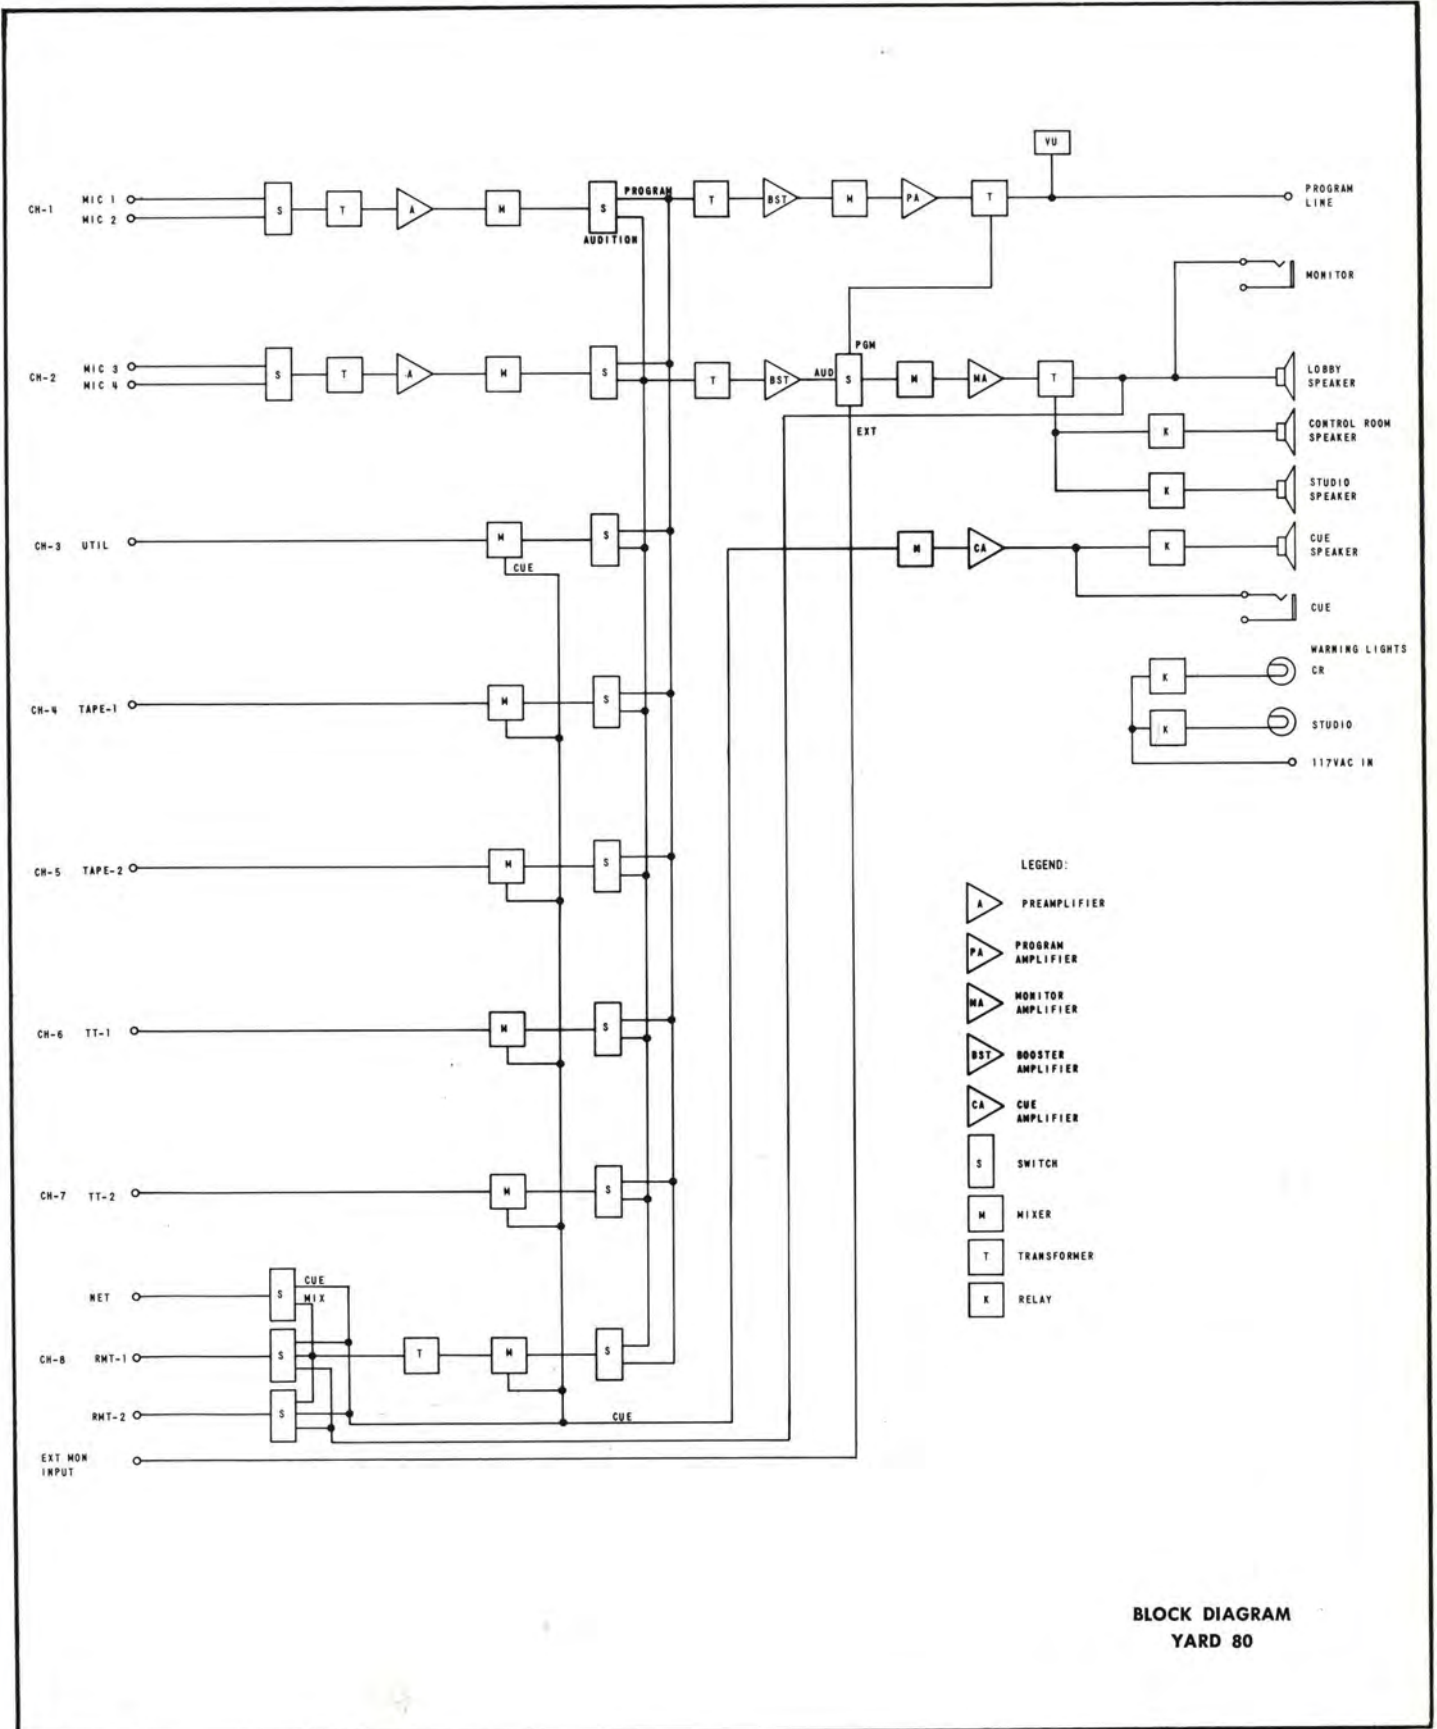 VU
CH-1 MIC 1 S T A M S PROGRAM T BST M PA T PROGRAM
MIC 2 LINE
AUDITION
MONITOR
PGM
CH-2 MIC 3 S T A M S T BST AUD S M MA T LOBBY
MIC 4 SPEAKER
EXT K CONTROL ROOM
SPEAKER
K STUDIO
SPEAKER
CH-3 UTIL M S M CA K CUE
SPEAKER
CUE
CUE
WARNING LIGHTS
K CR
CH-4 TAPE-1 M S
K STUDIO
117VAC IN
CH-5 TAPE-2 M S
LEGEND:
A PREAMPLIFIER
PA PROGRAM
AMPLIFIER
MA MONITOR
AMPLIFIER
CH-6 TT-1 M S
BST BOOSTER
AMPLIFIER
CA CUE
AMPLIFIER
S SWITCH
CH-7 TT-2 M S
M MIXER
T TRANSFORMER
K RELAY
NET S CUE
MIX
CH-8 RMT-1 S T M S
RMT-2 S CUE
EXT MON
INPUT
BLOCK DIAGRAM
YARD 80